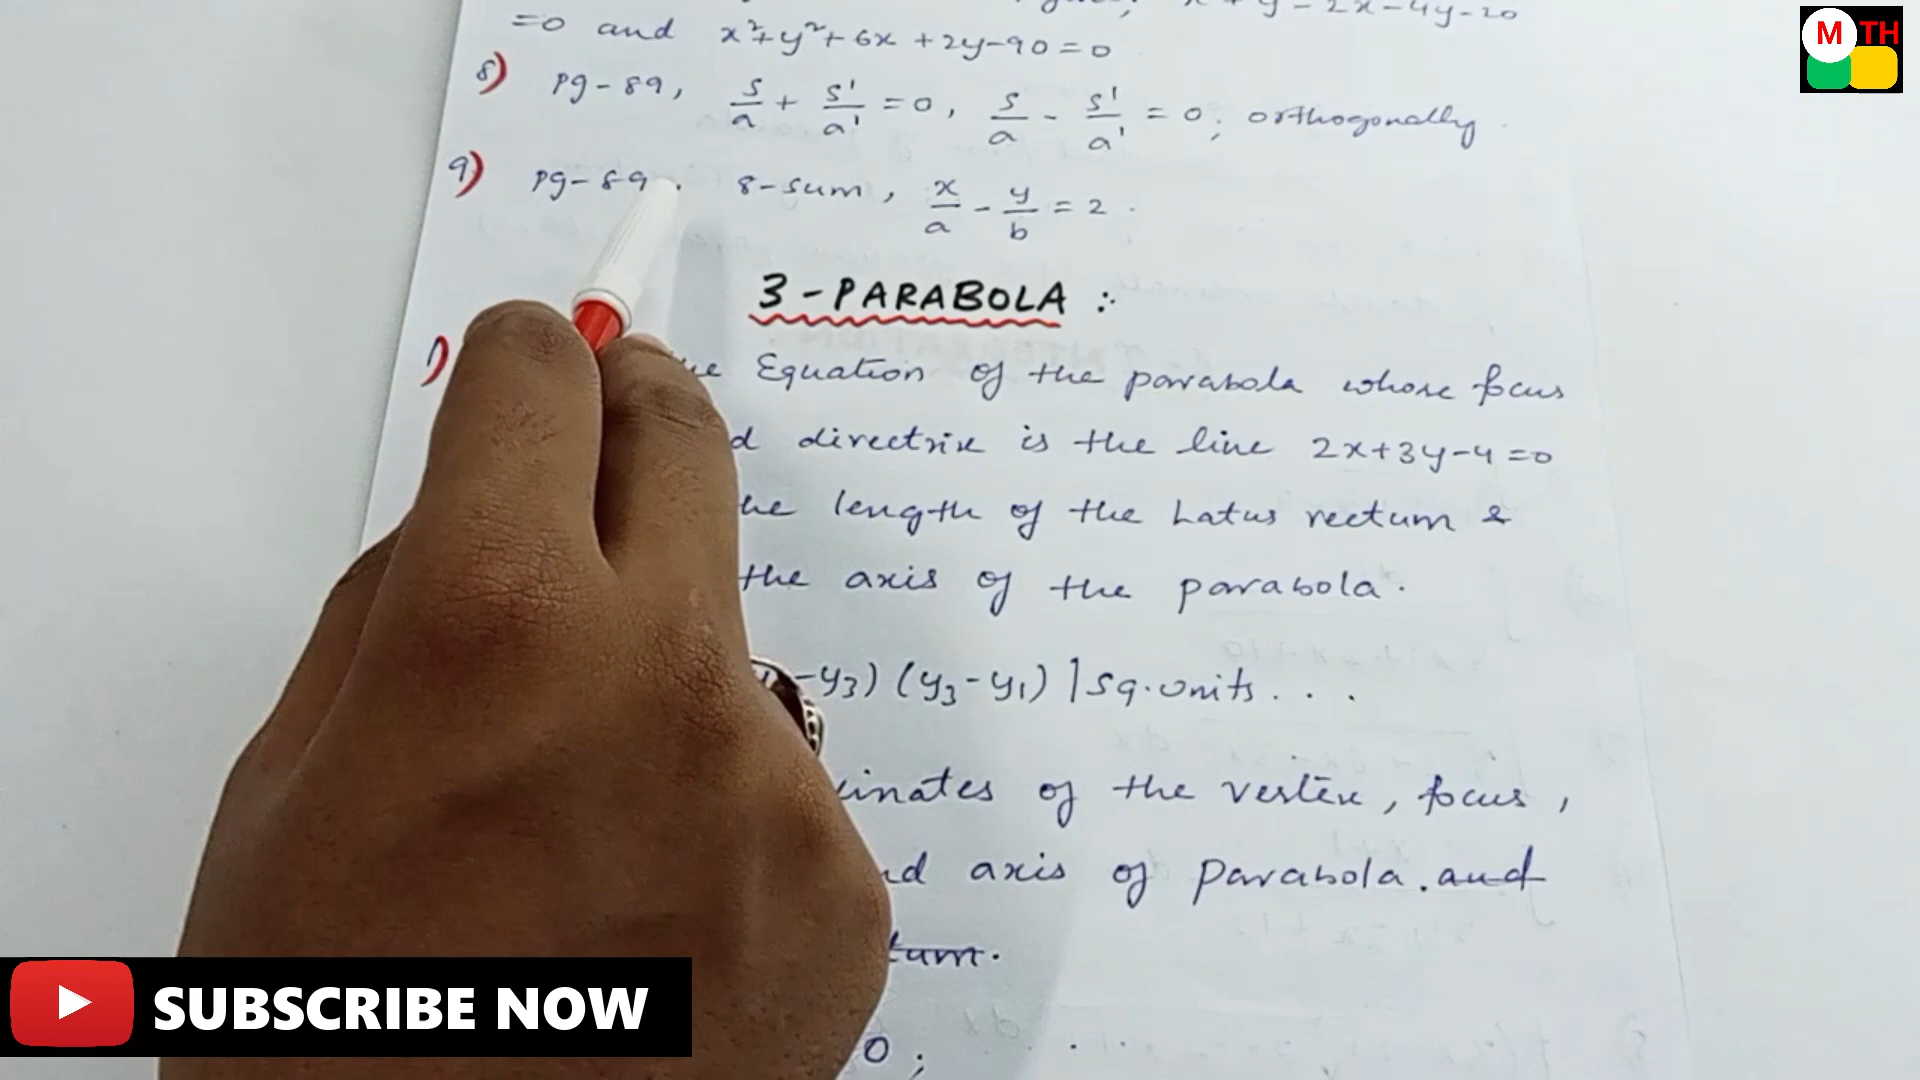 =0 and x²+y²+6x+2y-90=0
8) pg-89, s/a + s'/a' = 0, s/a - s'/a' = 0; orthogonally.
9) pg-89. 8-sum, x/a - y/b = 2.
3-PARABOLA :
1) Equation of the parabola whose focus
directrix is the line 2x+3y-4=0
length of the Latus rectum &
the axis of the parabola.
-y3) (y3-y1) | sq.units...
of the vertex, focus,
axis of parabola. and
0;
SUBSCRIBE NOW
M TH